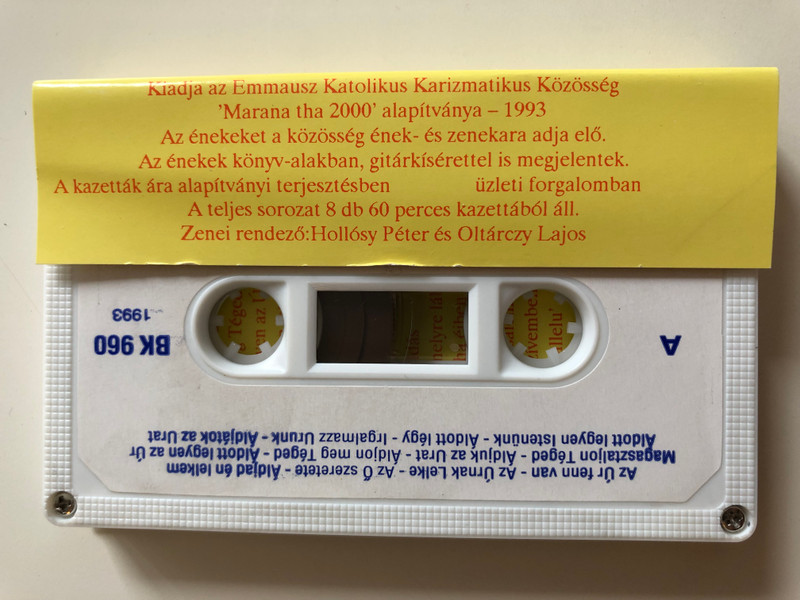 Kiadja az Emmausz Katolikus Karizmatikus Közösség
'Marana tha 2000' alapítványa – 1993
Az énekeket a közösség ének- és zenekara adja elő.
Az énekek könyv-alakban, gitárkísérettel is megjelentek.
A kazetták ára alapítványi terjesztésben üzleti forgalomban
A teljes sorozat 8 db 60 perces kazettából áll.
Zenei rendező:Hollósy Péter és Oltárczy Lajos
Az Úr fenn van - Az Úrnak Lelke - Az Ő szeretete - Áldjad én lelkem
Magasztaljon Téged - Áldjuk az Urat - Áldjon meg Téged - Áldott legyen az Úr
Áldott legyen Istenünk - Áldott légy - Irgalmazz Urunk - Áldjátok az Urat
A
BK 960
1993